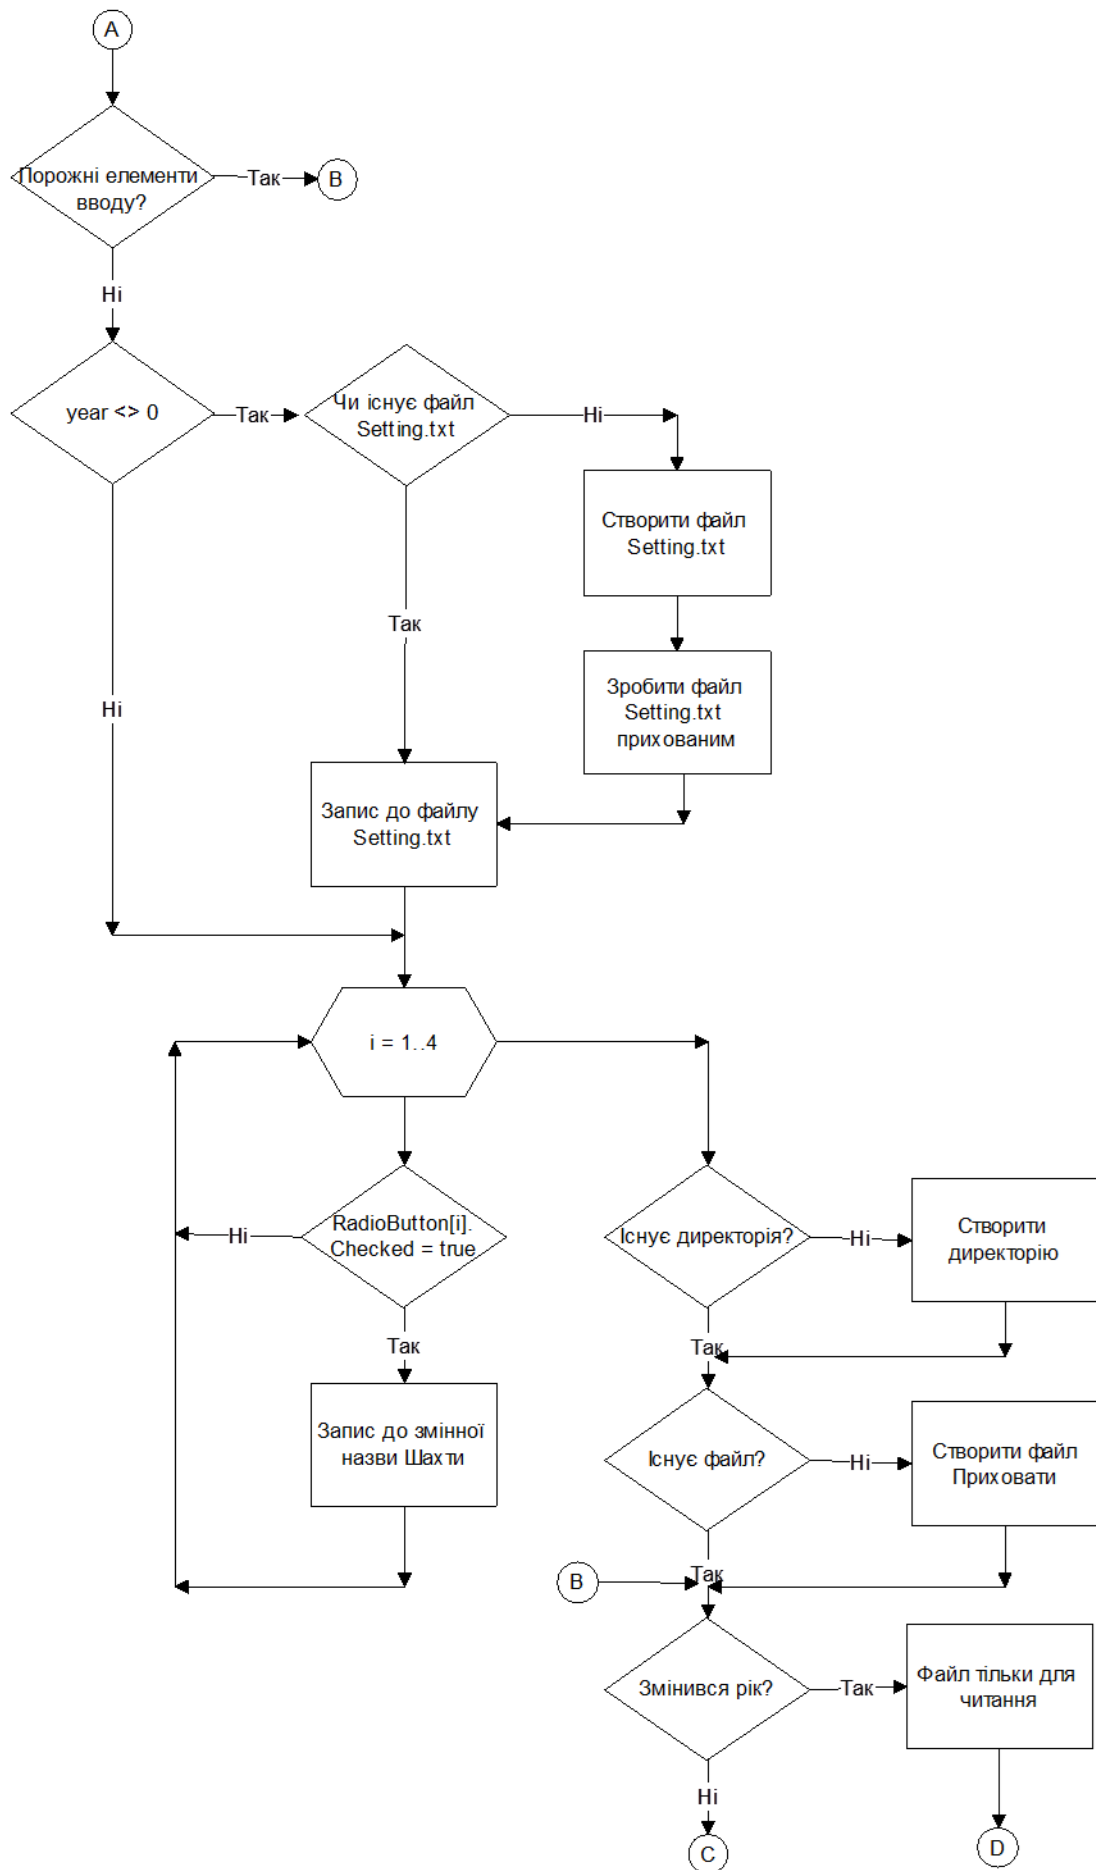 A
Порожні елементи
вводу?
Так
B
Ні
year <> 0
Так
Чи існує файл
Setting.txt
Ні
Створити файл
Setting.txt
Так
Зробити файл
Setting.txt
прихованим
Ні
Запис до файлу
Setting.txt
i = 1..4
RadioButton[i].
Checked = true
Ні
Існує директорія?
Ні
Створити
директорію
Так
Так
Запис до змінної
назви Шахти
Існує файл?
Ні
Створити файл
Приховати
Так
B
Змінився рік?
Так
Файл тільки для
читання
Ні
C
D